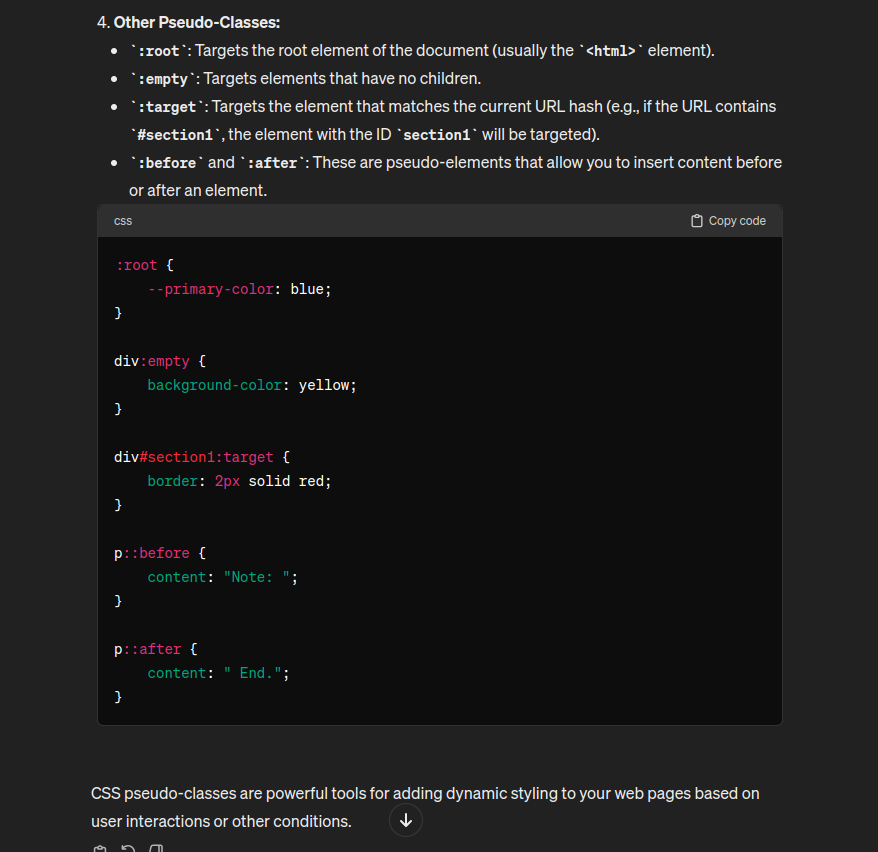 4. Other Pseudo-Classes:
• `:root`: Targets the root element of the document (usually the `<html>` element).
• `:empty`: Targets elements that have no children.
• `:target`: Targets the element that matches the current URL hash (e.g., if the URL contains
`#section1`, the element with the ID `section1` will be targeted).
• `:before` and `:after`: These are pseudo-elements that allow you to insert content before
or after an element.
css Copy code
:root {
    --primary-color: blue;
}

div:empty {
    background-color: yellow;
}

div#section1:target {
    border: 2px solid red;
}

p::before {
    content: "Note: ";
}

p::after {
    content: " End.";
}

CSS pseudo-classes are powerful tools for adding dynamic styling to your web pages based on
user interactions or other conditions.